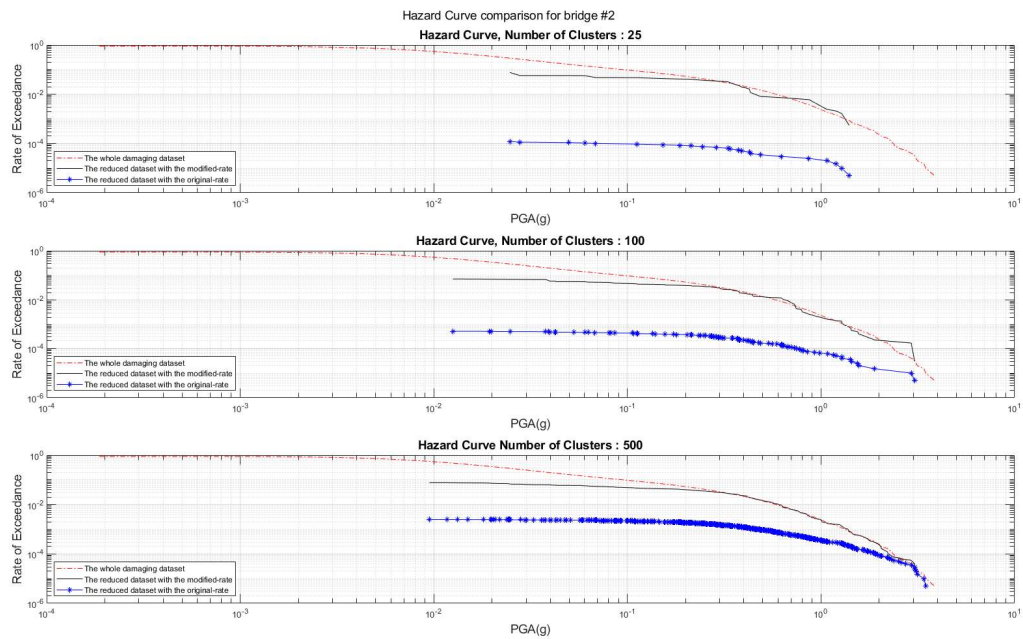 Hazard Curve comparison for bridge #2
Hazard Curve, Number of Clusters : 25
Rate of Exceedance
10^0
10^-2
10^-4
10^-6
The whole damaging dataset
The reduced dataset with the modified-rate
The reduced dataset with the original-rate
10^-4 10^-3 10^-2 10^-1 10^0 10^1
PGA(g)
Hazard Curve, Number of Clusters : 100
Rate of Exceedance
10^0
10^-2
10^-4
10^-6
The whole damaging dataset
The reduced dataset with the modified-rate
The reduced dataset with the original-rate
10^-4 10^-3 10^-2 10^-1 10^0 10^1
PGA(g)
Hazard Curve Number of Clusters : 500
Rate of Exceedance
10^0
10^-2
10^-4
10^-6
The whole damaging dataset
The reduced dataset with the modified-rate
The reduced dataset with the original-rate
10^-4 10^-3 10^-2 10^-1 10^0 10^1
PGA(g)